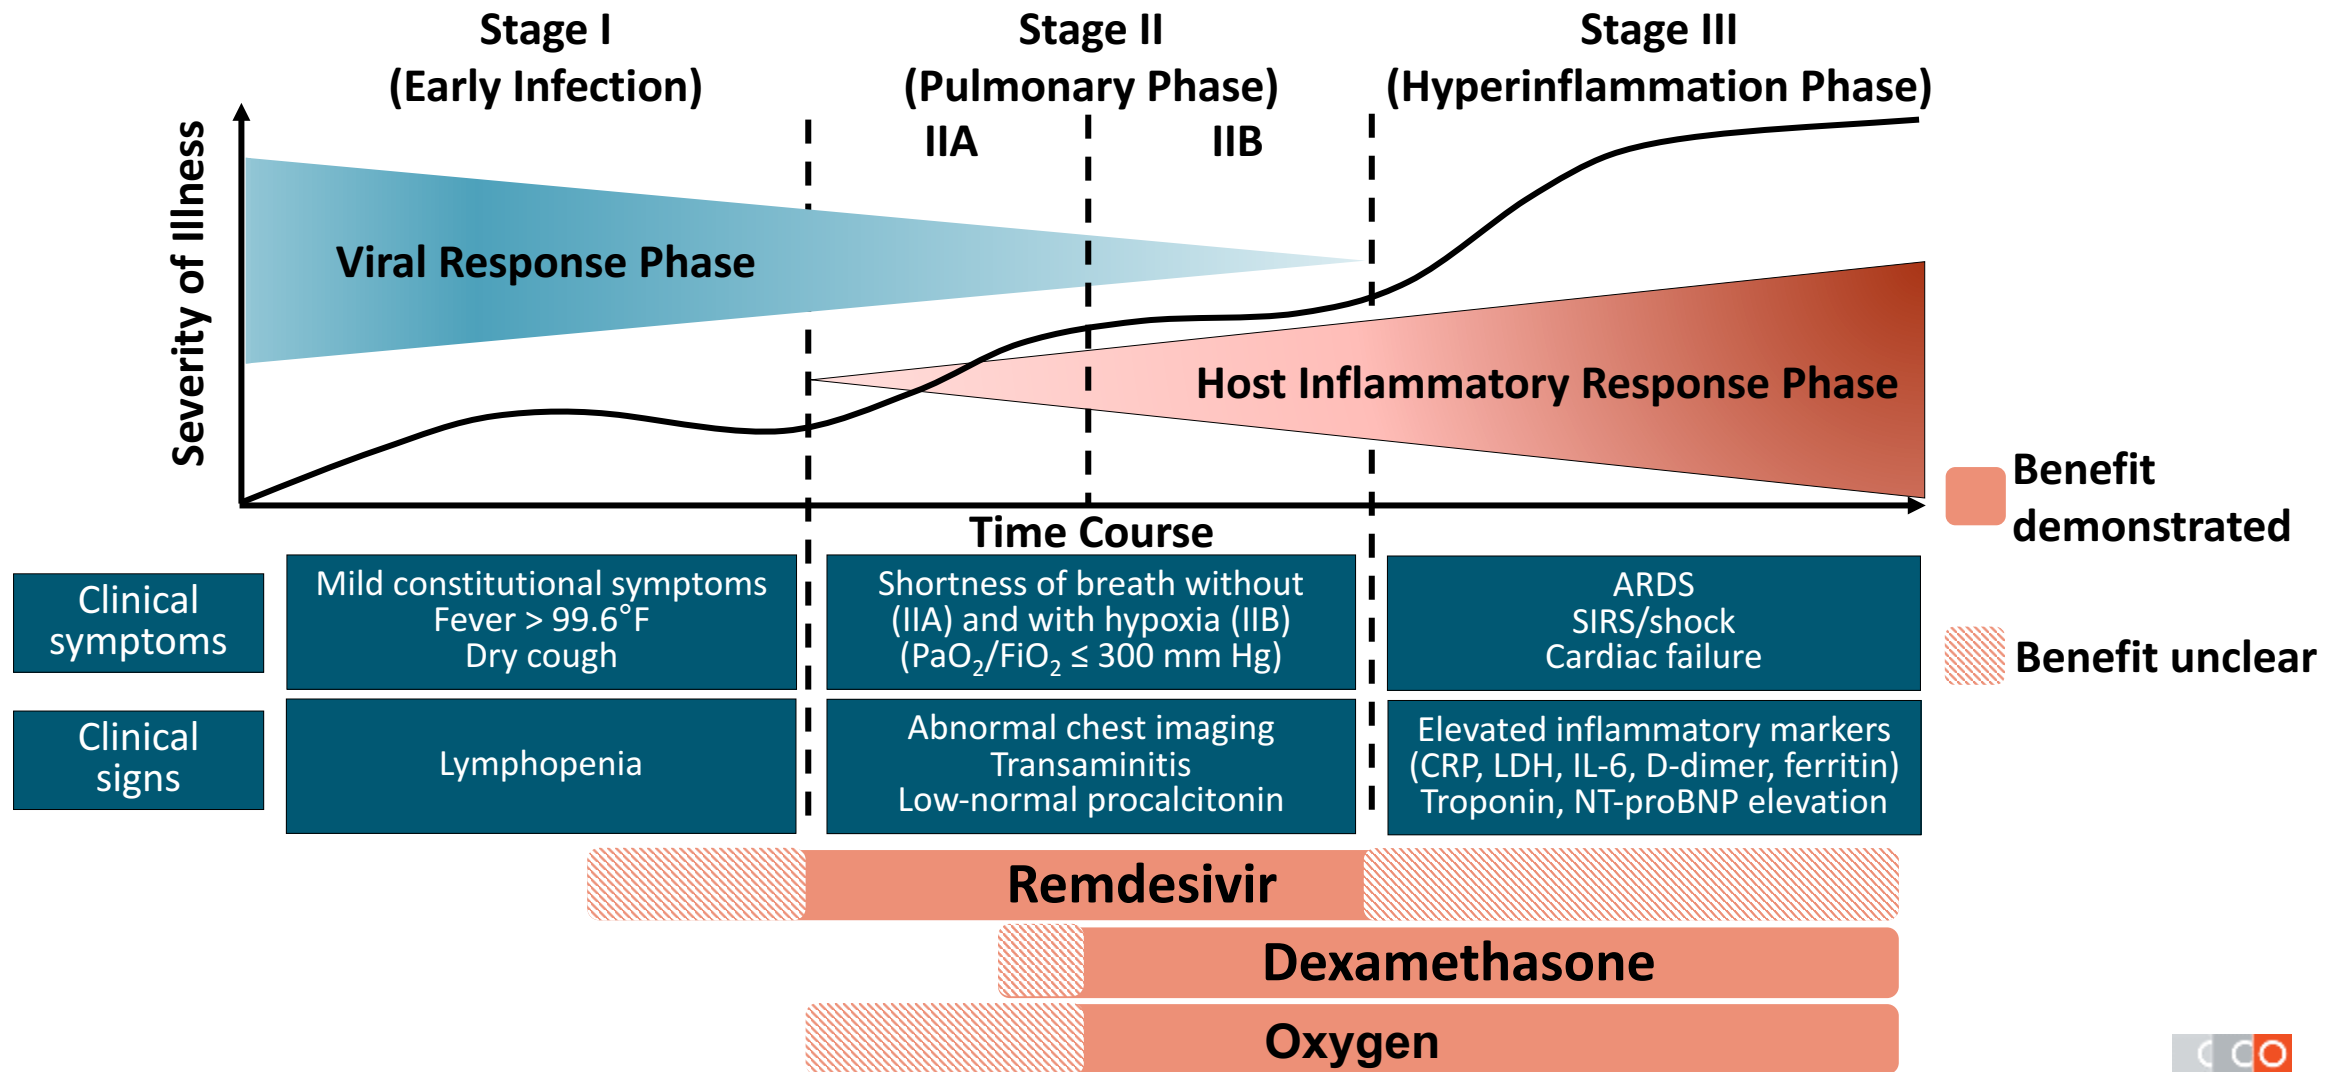 Stage I
(Early Infection)
Stage II
(Pulmonary Phase)
Stage III
(Hyperinflammation Phase)
IIA
IIB
Severity of Illness
Viral Response Phase
Host Inflammatory Response Phase
Time Course
Benefit
demonstrated
Benefit unclear
Clinical
symptoms
Mild constitutional symptoms
Fever > 99.6°F
Dry cough
Shortness of breath without
(IIA) and with hypoxia (IIB)
(PaO₂/FiO₂ ≤ 300 mm Hg)
ARDS
SIRS/shock
Cardiac failure
Clinical
signs
Lymphopenia
Abnormal chest imaging
Transaminitis
Low-normal procalcitonin
Elevated inflammatory markers
(CRP, LDH, IL-6, D-dimer, ferritin)
Troponin, NT-proBNP elevation
Remdesivir
Dexamethasone
Oxygen
CCO